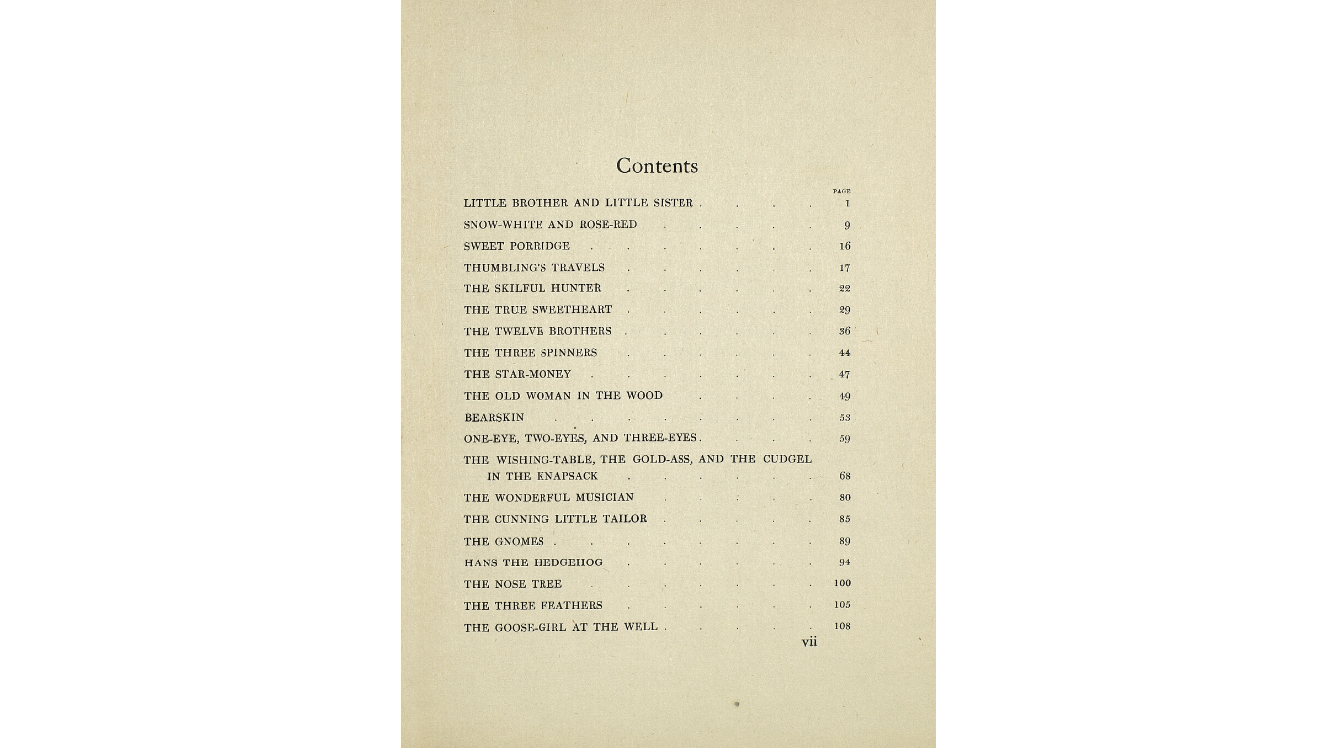 Contents
PAGE
LITTLE BROTHER AND LITTLE SISTER . . . . 1
SNOW-WHITE AND ROSE-RED . . . . . 9
SWEET PORRIDGE . . . . . . . 16
THUMBLING'S TRAVELS . . . . . . 17
THE SKILFUL HUNTER . . . . . . 22
THE TRUE SWEETHEART . . . . . . 29
THE TWELVE BROTHERS . . . . . . 36
THE THREE SPINNERS . . . . . . 44
THE STAR-MONEY . . . . . . . 47
THE OLD WOMAN IN THE WOOD . . . . 49
BEARSKIN . . . . . . . . 53
ONE-EYE, TWO-EYES, AND THREE-EYES . . . . 59
THE WISHING-TABLE, THE GOLD-ASS, AND THE CUDGEL
IN THE KNAPSACK . . . . . . 68
THE WONDERFUL MUSICIAN . . . . . 80
THE CUNNING LITTLE TAILOR . . . . . 85
THE GNOMES . . . . . . . . 89
HANS THE HEDGEHOG . . . . . . 94
THE NOSE TREE . . . . . . . 100
THE THREE FEATHERS . . . . . . 105
THE GOOSE-GIRL AT THE WELL . . . . . 108
vii